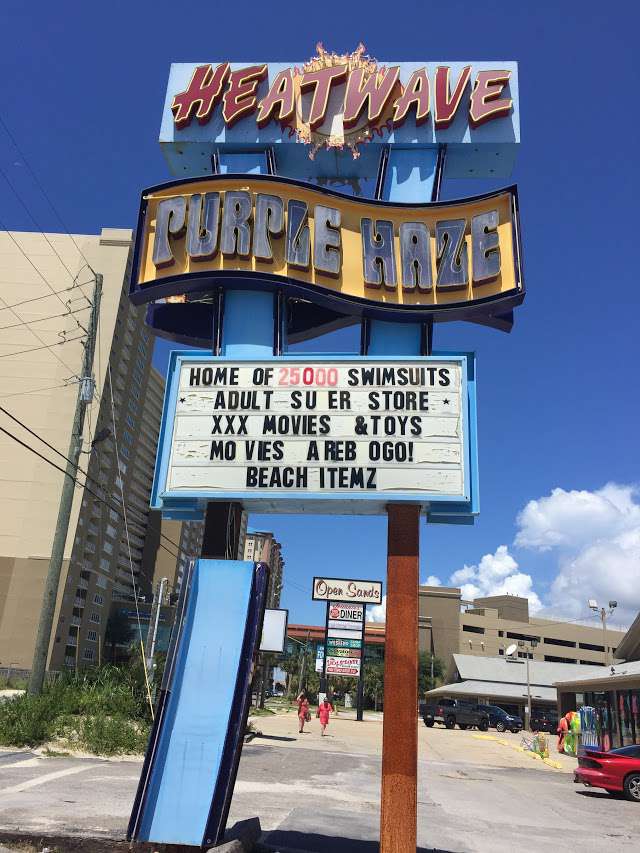 HEATWAVE
PURPLE HAZE
HOME OF 25000 SWIMSUITS
ADULT SU ER STORE
XXX MOVIES &TOYS
MO VIES AREB OGO!
BEACH ITEMZ
Open Sands
DINER